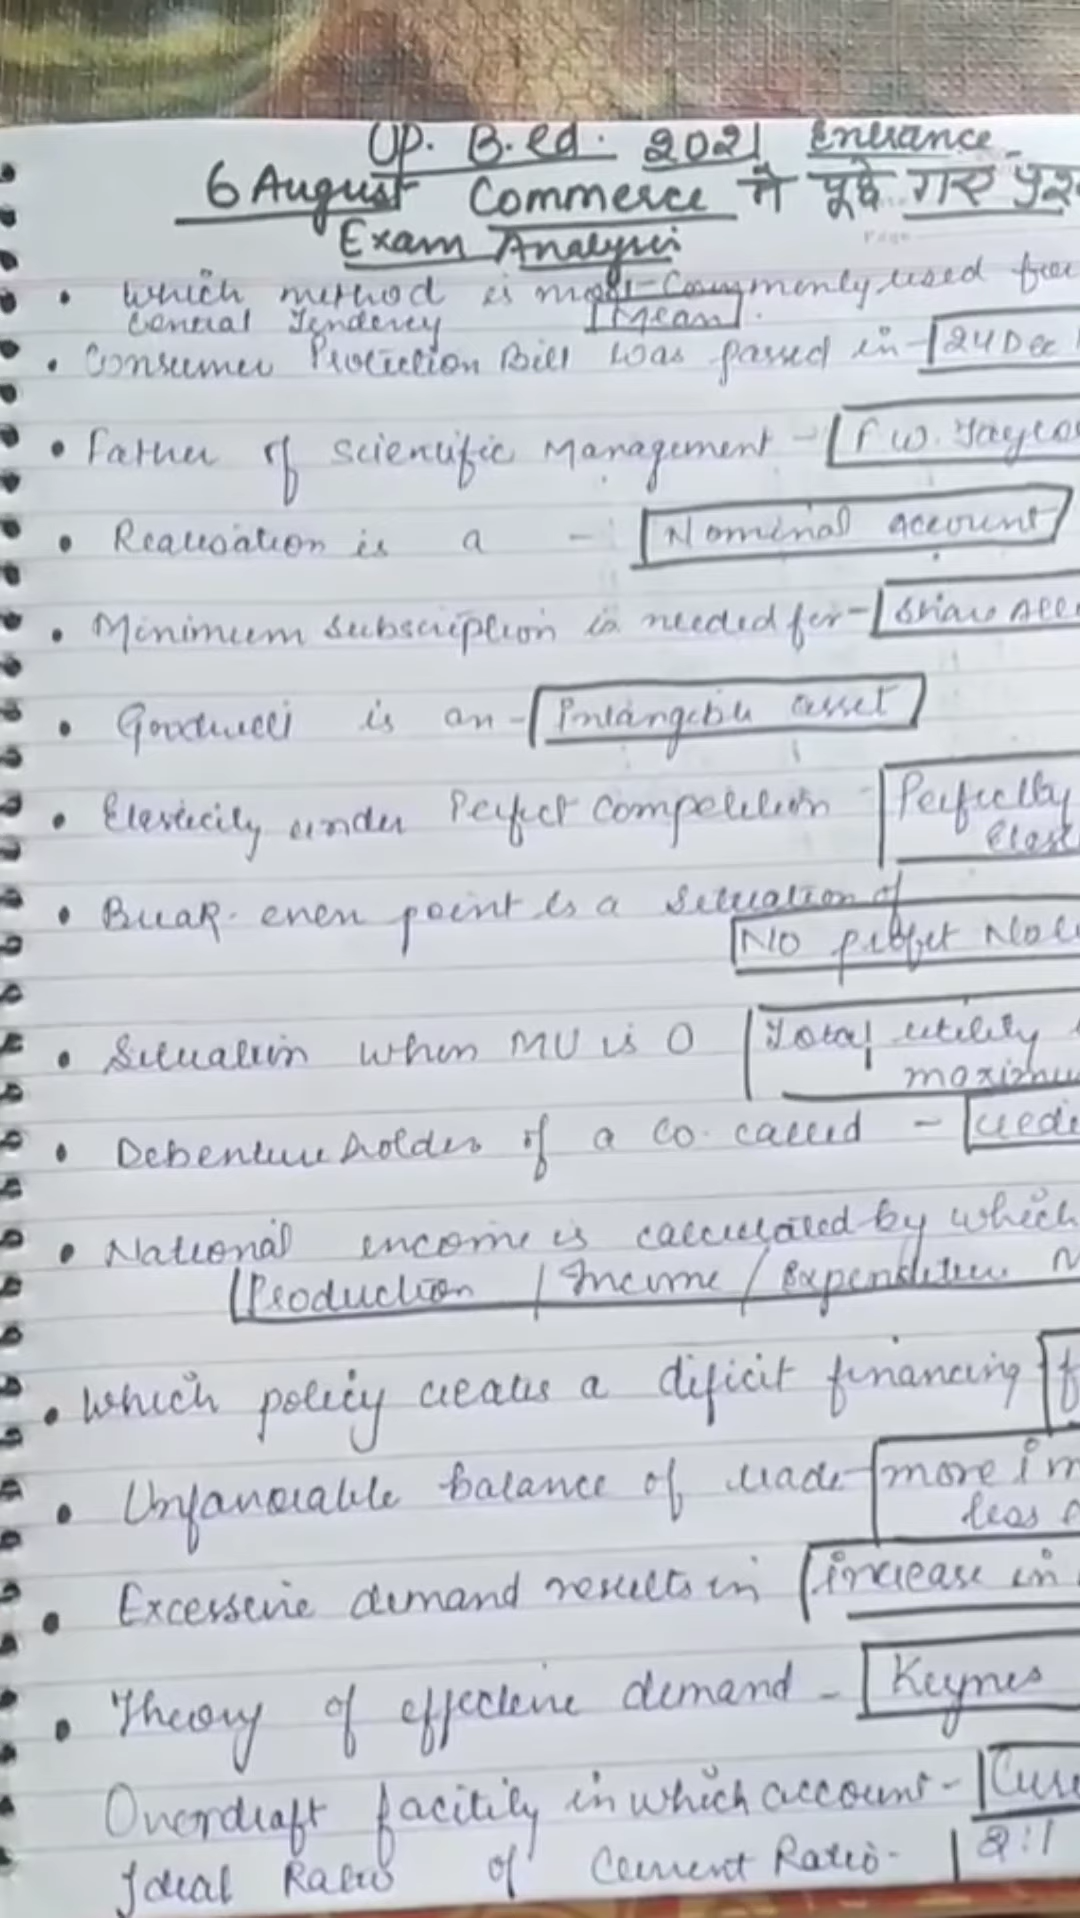 UP. B.ed. 2021 Entrance
6 August Commerce में पूछे गए
Exam Analysis
• Which method is most Commonly used for
Central Tendency [Mean].
• Consumer Protection Bill was passed in - 24 Dec
• Father of Scientific Management - F W. Taylor
• Realisation is a - Nominal account
• Minimum subscription is needed for - Share
• Goodwill is an - Intangible asset
• Elasticity under Perfect Competition - Perfectly
• Break-even point is a situation of
No profit No
• Situation when MU is 0 Total utility
maximum
• Debenture holder of a Co. called -
• National income is calculated by which
Production / Income / Expenditure
• Which policy creates a deficit financing
• Unfavourable balance of trade - more
less
• Excessive demand results in increase in
• Theory of effective demand - Keynes
Overdraft facility in which account -
Ideal Ratio of Current Ratio - 2:1